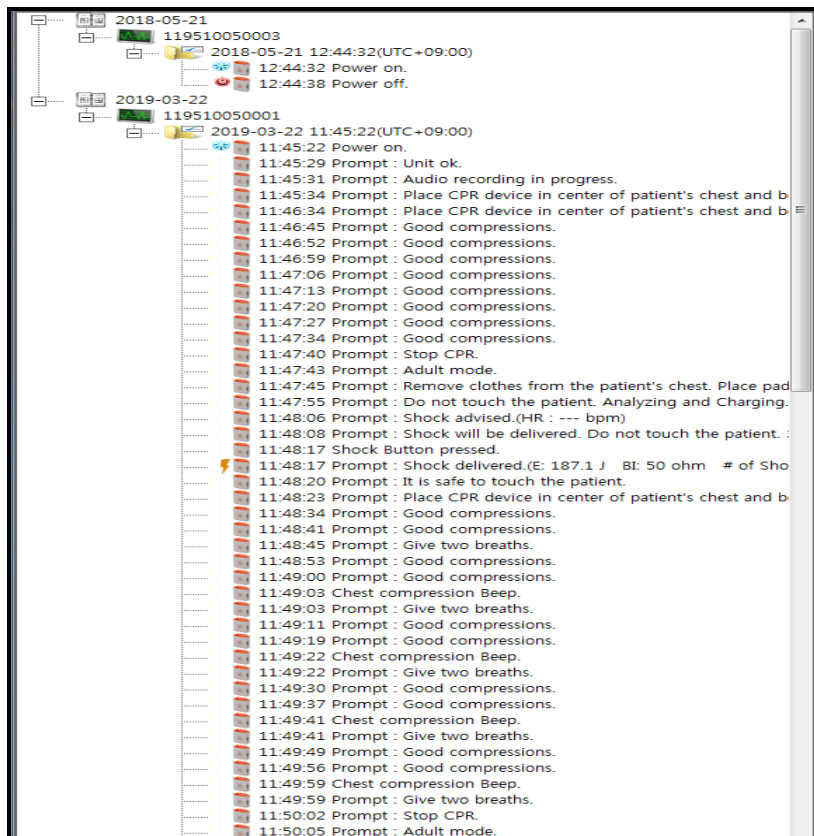 2018-05-21
119510050003
2018-05-21 12:44:32(UTC+09:00)
12:44:32 Power on.
12:44:38 Power off.
2019-03-22
119510050001
2019-03-22 11:45:22(UTC+09:00)
11:45:22 Power on.
11:45:29 Prompt : Unit ok.
11:45:31 Prompt : Audio recording in progress.
11:45:34 Prompt : Place CPR device in center of patient's chest and b
11:46:34 Prompt : Place CPR device in center of patient's chest and b
11:46:45 Prompt : Good compressions.
11:46:52 Prompt : Good compressions.
11:46:59 Prompt : Good compressions.
11:47:06 Prompt : Good compressions.
11:47:13 Prompt : Good compressions.
11:47:20 Prompt : Good compressions.
11:47:27 Prompt : Good compressions.
11:47:34 Prompt : Good compressions.
11:47:40 Prompt : Stop CPR.
11:47:43 Prompt : Adult mode.
11:47:45 Prompt : Remove clothes from the patient's chest. Place pad
11:47:55 Prompt : Do not touch the patient. Analyzing and Charging.
11:48:06 Prompt : Shock advised.(HR : --- bpm)
11:48:08 Prompt : Shock will be delivered. Do not touch the patient.
11:48:17 Shock Button pressed.
11:48:17 Prompt : Shock delivered.(E: 187.1 J BI: 50 ohm # of Sho
11:48:20 Prompt : It is safe to touch the patient.
11:48:23 Prompt : Place CPR device in center of patient's chest and b
11:48:34 Prompt : Good compressions.
11:48:41 Prompt : Good compressions.
11:48:45 Prompt : Give two breaths.
11:48:53 Prompt : Good compressions.
11:49:00 Prompt : Good compressions.
11:49:03 Chest compression Beep.
11:49:03 Prompt : Give two breaths.
11:49:11 Prompt : Good compressions.
11:49:19 Prompt : Good compressions.
11:49:22 Chest compression Beep.
11:49:22 Prompt : Give two breaths.
11:49:30 Prompt : Good compressions.
11:49:37 Prompt : Good compressions.
11:49:41 Chest compression Beep.
11:49:41 Prompt : Give two breaths.
11:49:49 Prompt : Good compressions.
11:49:56 Prompt : Good compressions.
11:49:59 Chest compression Beep.
11:49:59 Prompt : Give two breaths.
11:50:02 Prompt : Stop CPR.
11:50:05 Prompt : Adult mode.